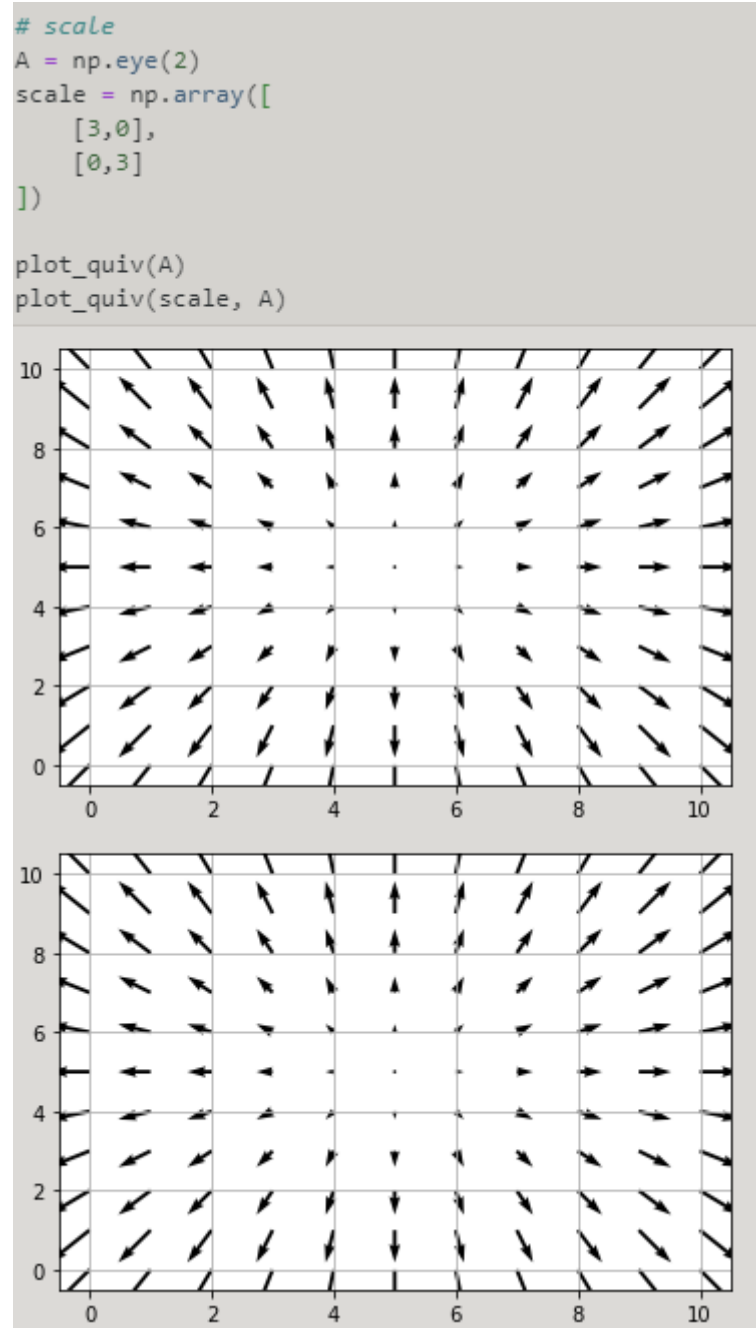 # scale
A = np.eye(2)
scale = np.array([
    [3,0],
    [0,3]
])
plot_quiv(A)
plot_quiv(scale, A)
10
8
6
4
2
0
0 2 4 6 8 10
10
8
6
4
2
0
0 2 4 6 8 10